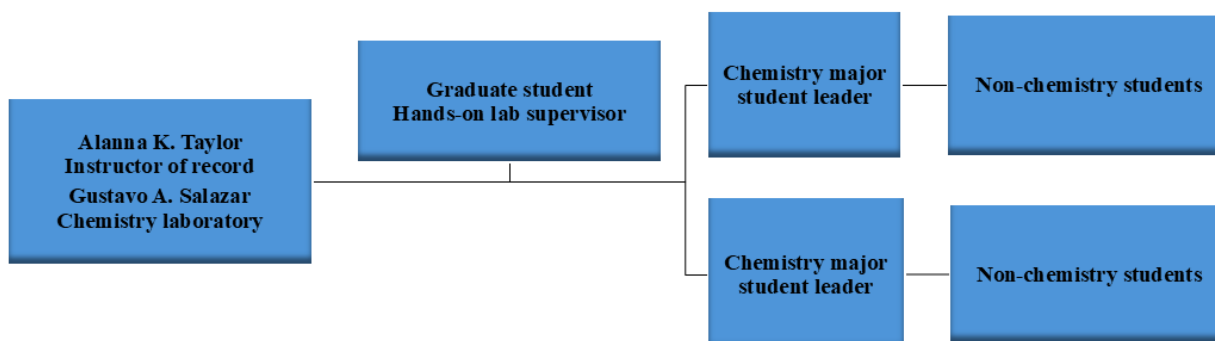 Alanna K. Taylor
Instructor of record
Gustavo A. Salazar
Chemistry laboratory
Graduate student
Hands-on lab supervisor
Chemistry major
student leader
Non-chemistry students
Chemistry major
student leader
Non-chemistry students